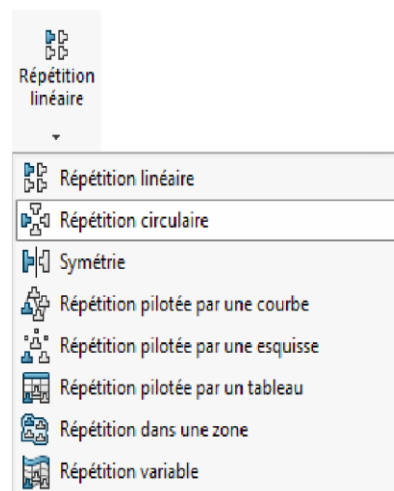 Répétition
linéaire
Répétition linéaire
Répétition circulaire
Symétrie
Répétition pilotée par une courbe
Répétition pilotée par une esquisse
Répétition pilotée par un tableau
Répétition dans une zone
Répétition variable